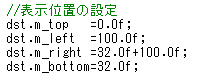 //表示位置の設定
dst.m_top   =0.0f;
dst.m_left  =100.0f;
dst.m_right =32.0f+100.0f;
dst.m_bottom=32.0f;